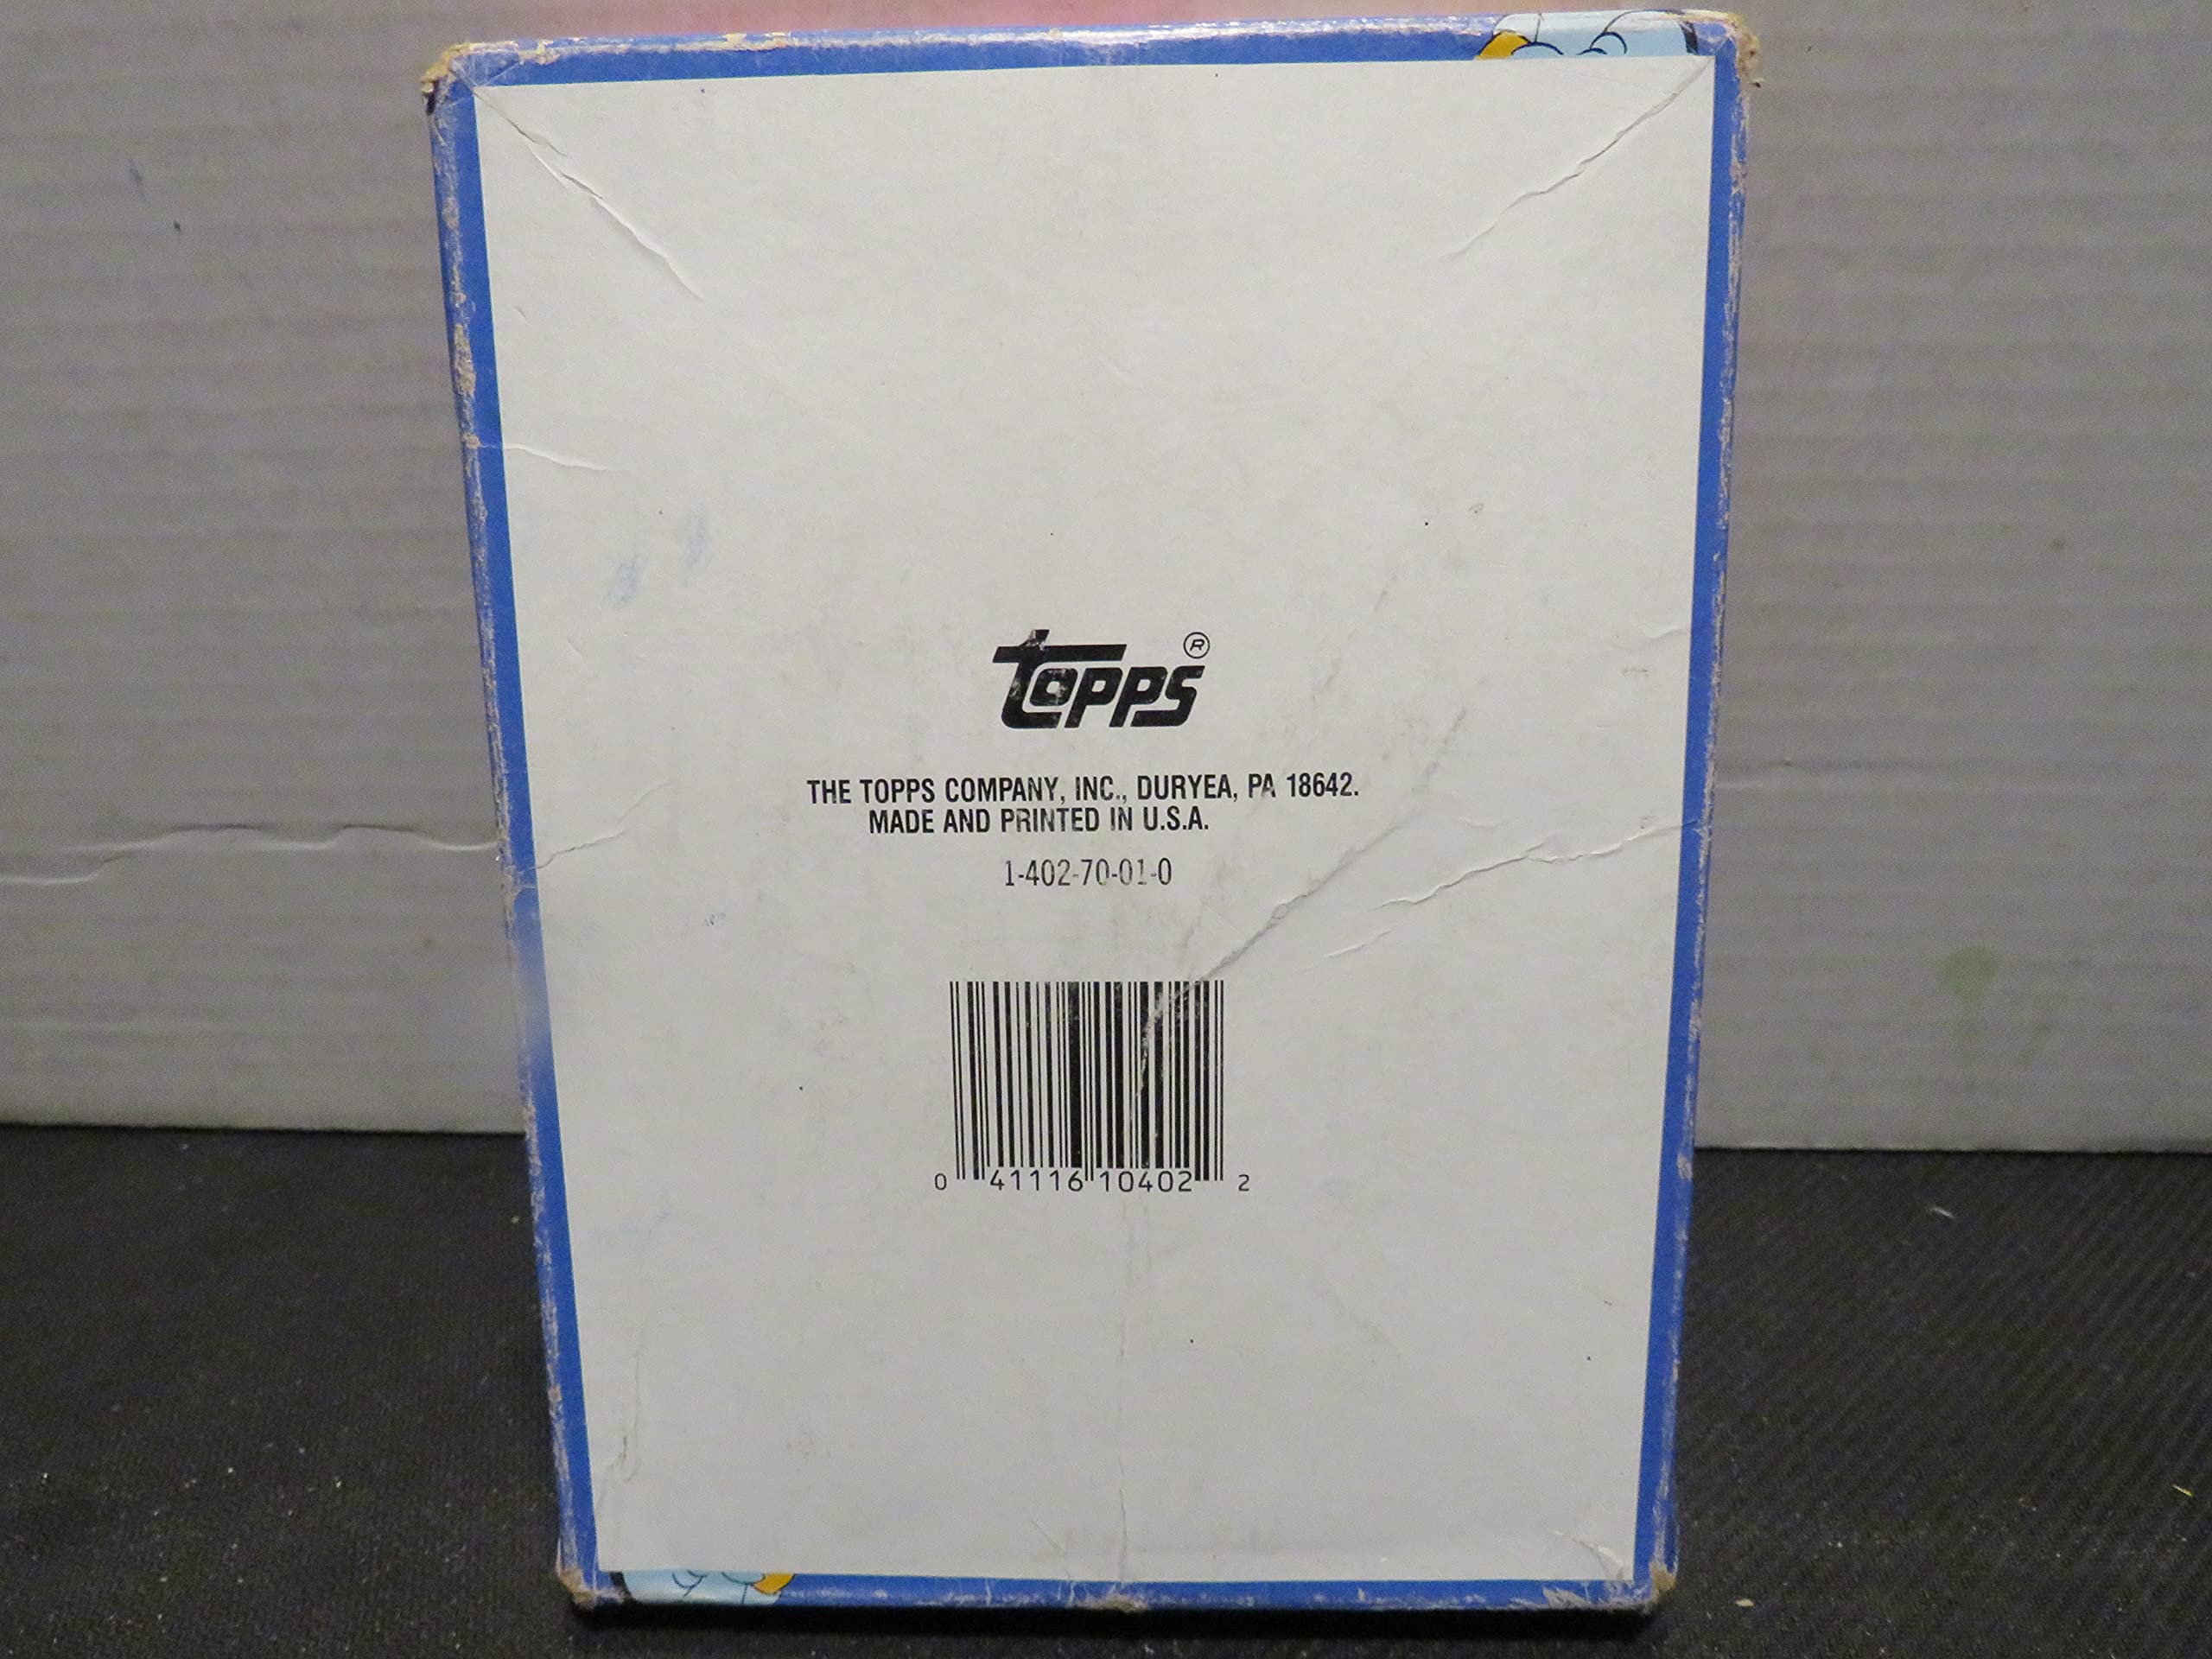 Topps®
THE TOPPS COMPANY, INC., DURYEA, PA 18642.
MADE AND PRINTED IN U.S.A.
1-402-70-01-0
0 41116 10402 2